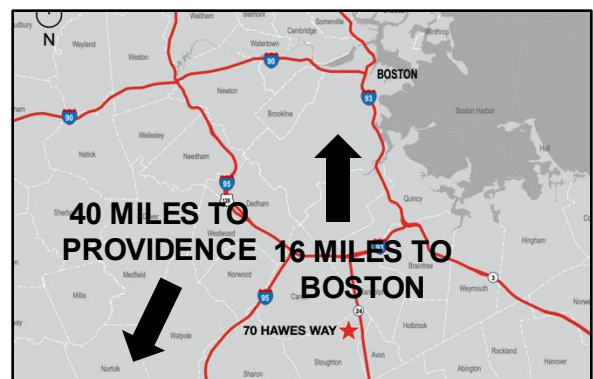 Waltham
Belmont
Somerville
Cambridge
Winthrop
N
Wayland
Weston
Watertown
90
BOSTON
93
90
Newton
Brookline
Boston Harbor
Wellesley
Natick
Needham
Hull
95
128
Dedham
Quincy
40 MILES TO
PROVIDENCE
16 MILES TO
BOSTON
Westwood
93
Hingham
Braintree
Medfield
Norwood
3
Weymouth
Millis
95
24
Holbrook
70 HAWES WAY
Walpole
Avon
Rockland
Norfolk
Sharon
Stoughton
Abington
Hanover